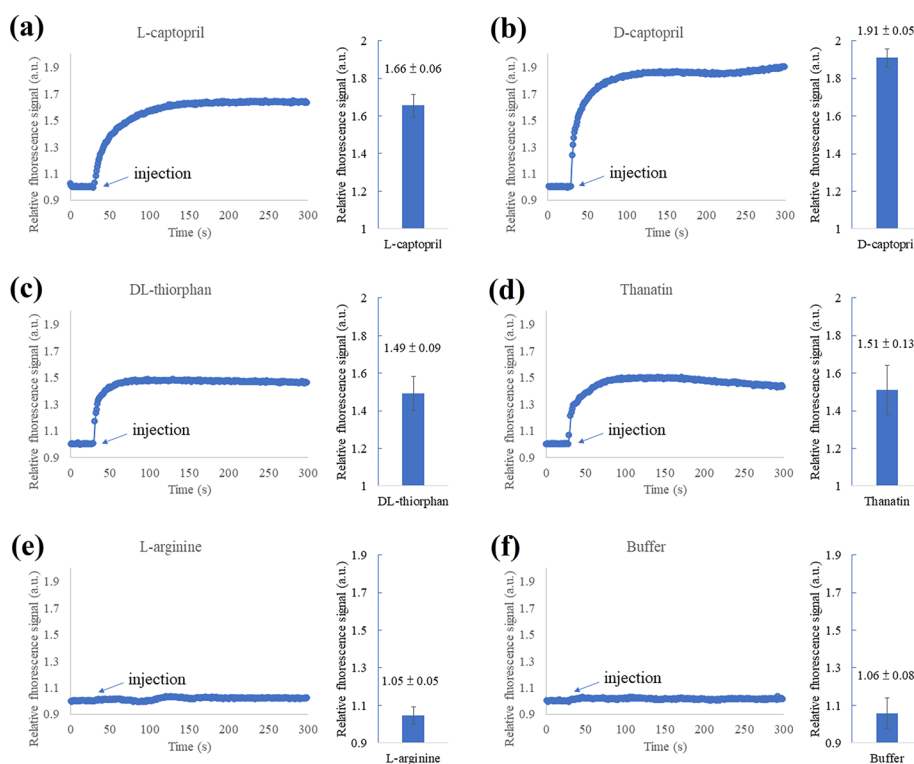 (a)
L-captopril
Relative fluorescence signal (a.u.)
1.9
1.7
1.5
1.3
1.1
0.9
injection
0 50 100 150 200 250 300
Time (s)
Relative fluorescence signal (a.u.)
2
1.8
1.6
1.4
1.2
1
1.66 ± 0.06
L-captopril
(b)
D-captopril
Relative fluorescence signal (a.u.)
1.9
1.7
1.5
1.3
1.1
0.9
injection
0 50 100 150 200 250 300
Time (s)
Relative fluorescence signal (a.u.)
2
1.8
1.6
1.4
1.2
1
1.91 ± 0.05
D-captopri
(c)
DL-thiorphan
Relative fluorescence signal (a.u.)
1.9
1.7
1.5
1.3
1.1
0.9
injection
0 50 100 150 200 250 300
Time (s)
Relative fluorescence signal (a.u.)
2
1.8
1.6
1.4
1.2
1
1.49 ± 0.09
DL-thiorphan
(d)
Thanatin
Relative fluorescence signal (a.u.)
1.9
1.7
1.5
1.3
1.1
0.9
injection
0 50 100 150 200 250 300
Time (s)
Relative fluorescence signal (a.u.)
2
1.8
1.6
1.4
1.2
1
1.51 ± 0.13
Thanatin
(e)
L-arginine
Relative fluorescence signal (a.u.)
1.9
1.7
1.5
1.3
1.1
0.9
injection
0 50 100 150 200 250 300
Time (s)
Relative fluorescence signal (a.u.)
1.9
1.7
1.5
1.3
1.1
0.9
1.05 ± 0.05
L-arginine
(f)
Buffer
Relative fluorescence signal (a.u.)
1.9
1.7
1.5
1.3
1.1
0.9
injection
0 50 100 150 200 250 300
Time (s)
Relative fluorescence signal (a.u.)
1.9
1.7
1.5
1.3
1.1
0.9
1.06 ± 0.08
Buffer